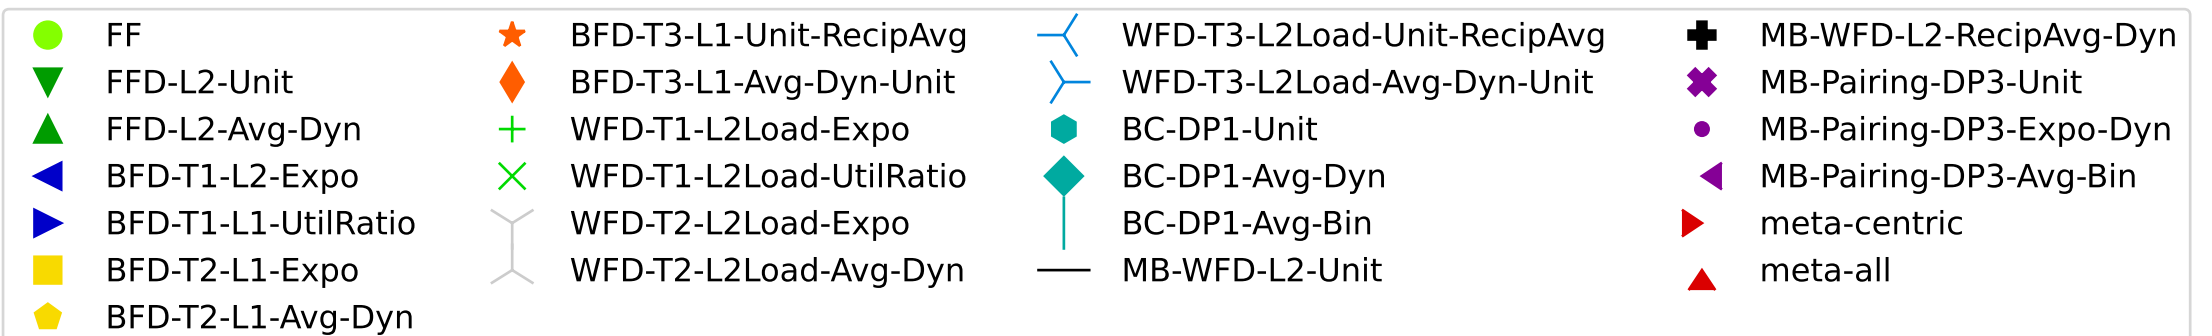 FF
FFD-L2-Unit
FFD-L2-Avg-Dyn
BFD-T1-L2-Expo
BFD-T1-L1-UtilRatio
BFD-T2-L1-Expo
BFD-T2-L1-Avg-Dyn
BFD-T3-L1-Unit-RecipAvg
BFD-T3-L1-Avg-Dyn-Unit
WFD-T1-L2Load-Expo
WFD-T1-L2Load-UtilRatio
WFD-T2-L2Load-Expo
WFD-T2-L2Load-Avg-Dyn
WFD-T3-L2Load-Unit-RecipAvg
WFD-T3-L2Load-Avg-Dyn-Unit
BC-DP1-Unit
BC-DP1-Avg-Dyn
BC-DP1-Avg-Bin
MB-WFD-L2-Unit
MB-WFD-L2-RecipAvg-Dyn
MB-Pairing-DP3-Unit
MB-Pairing-DP3-Expo-Dyn
MB-Pairing-DP3-Avg-Bin
meta-centric
meta-all